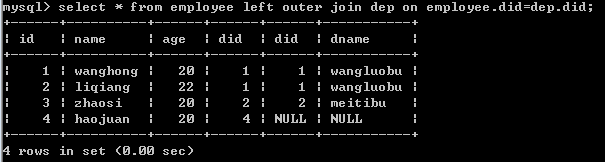 mysql> select * from employee left outer join dep on employee.did=dep.did;
+------+----------+------+------+------+-----------+
| id   | name     | age  | did  | did  | dname     |
+------+----------+------+------+------+-----------+
|    1 | wanghong |   20 |    1 |    1 | wangluobu |
|    2 | liqiang  |   22 |    1 |    1 | wangluobu |
|    3 | zhaosi   |   20 |    2 |    2 | meitibu   |
|    4 | haojuan  |   20 |    4 | NULL | NULL      |
+------+----------+------+------+------+-----------+
4 rows in set (0.00 sec)